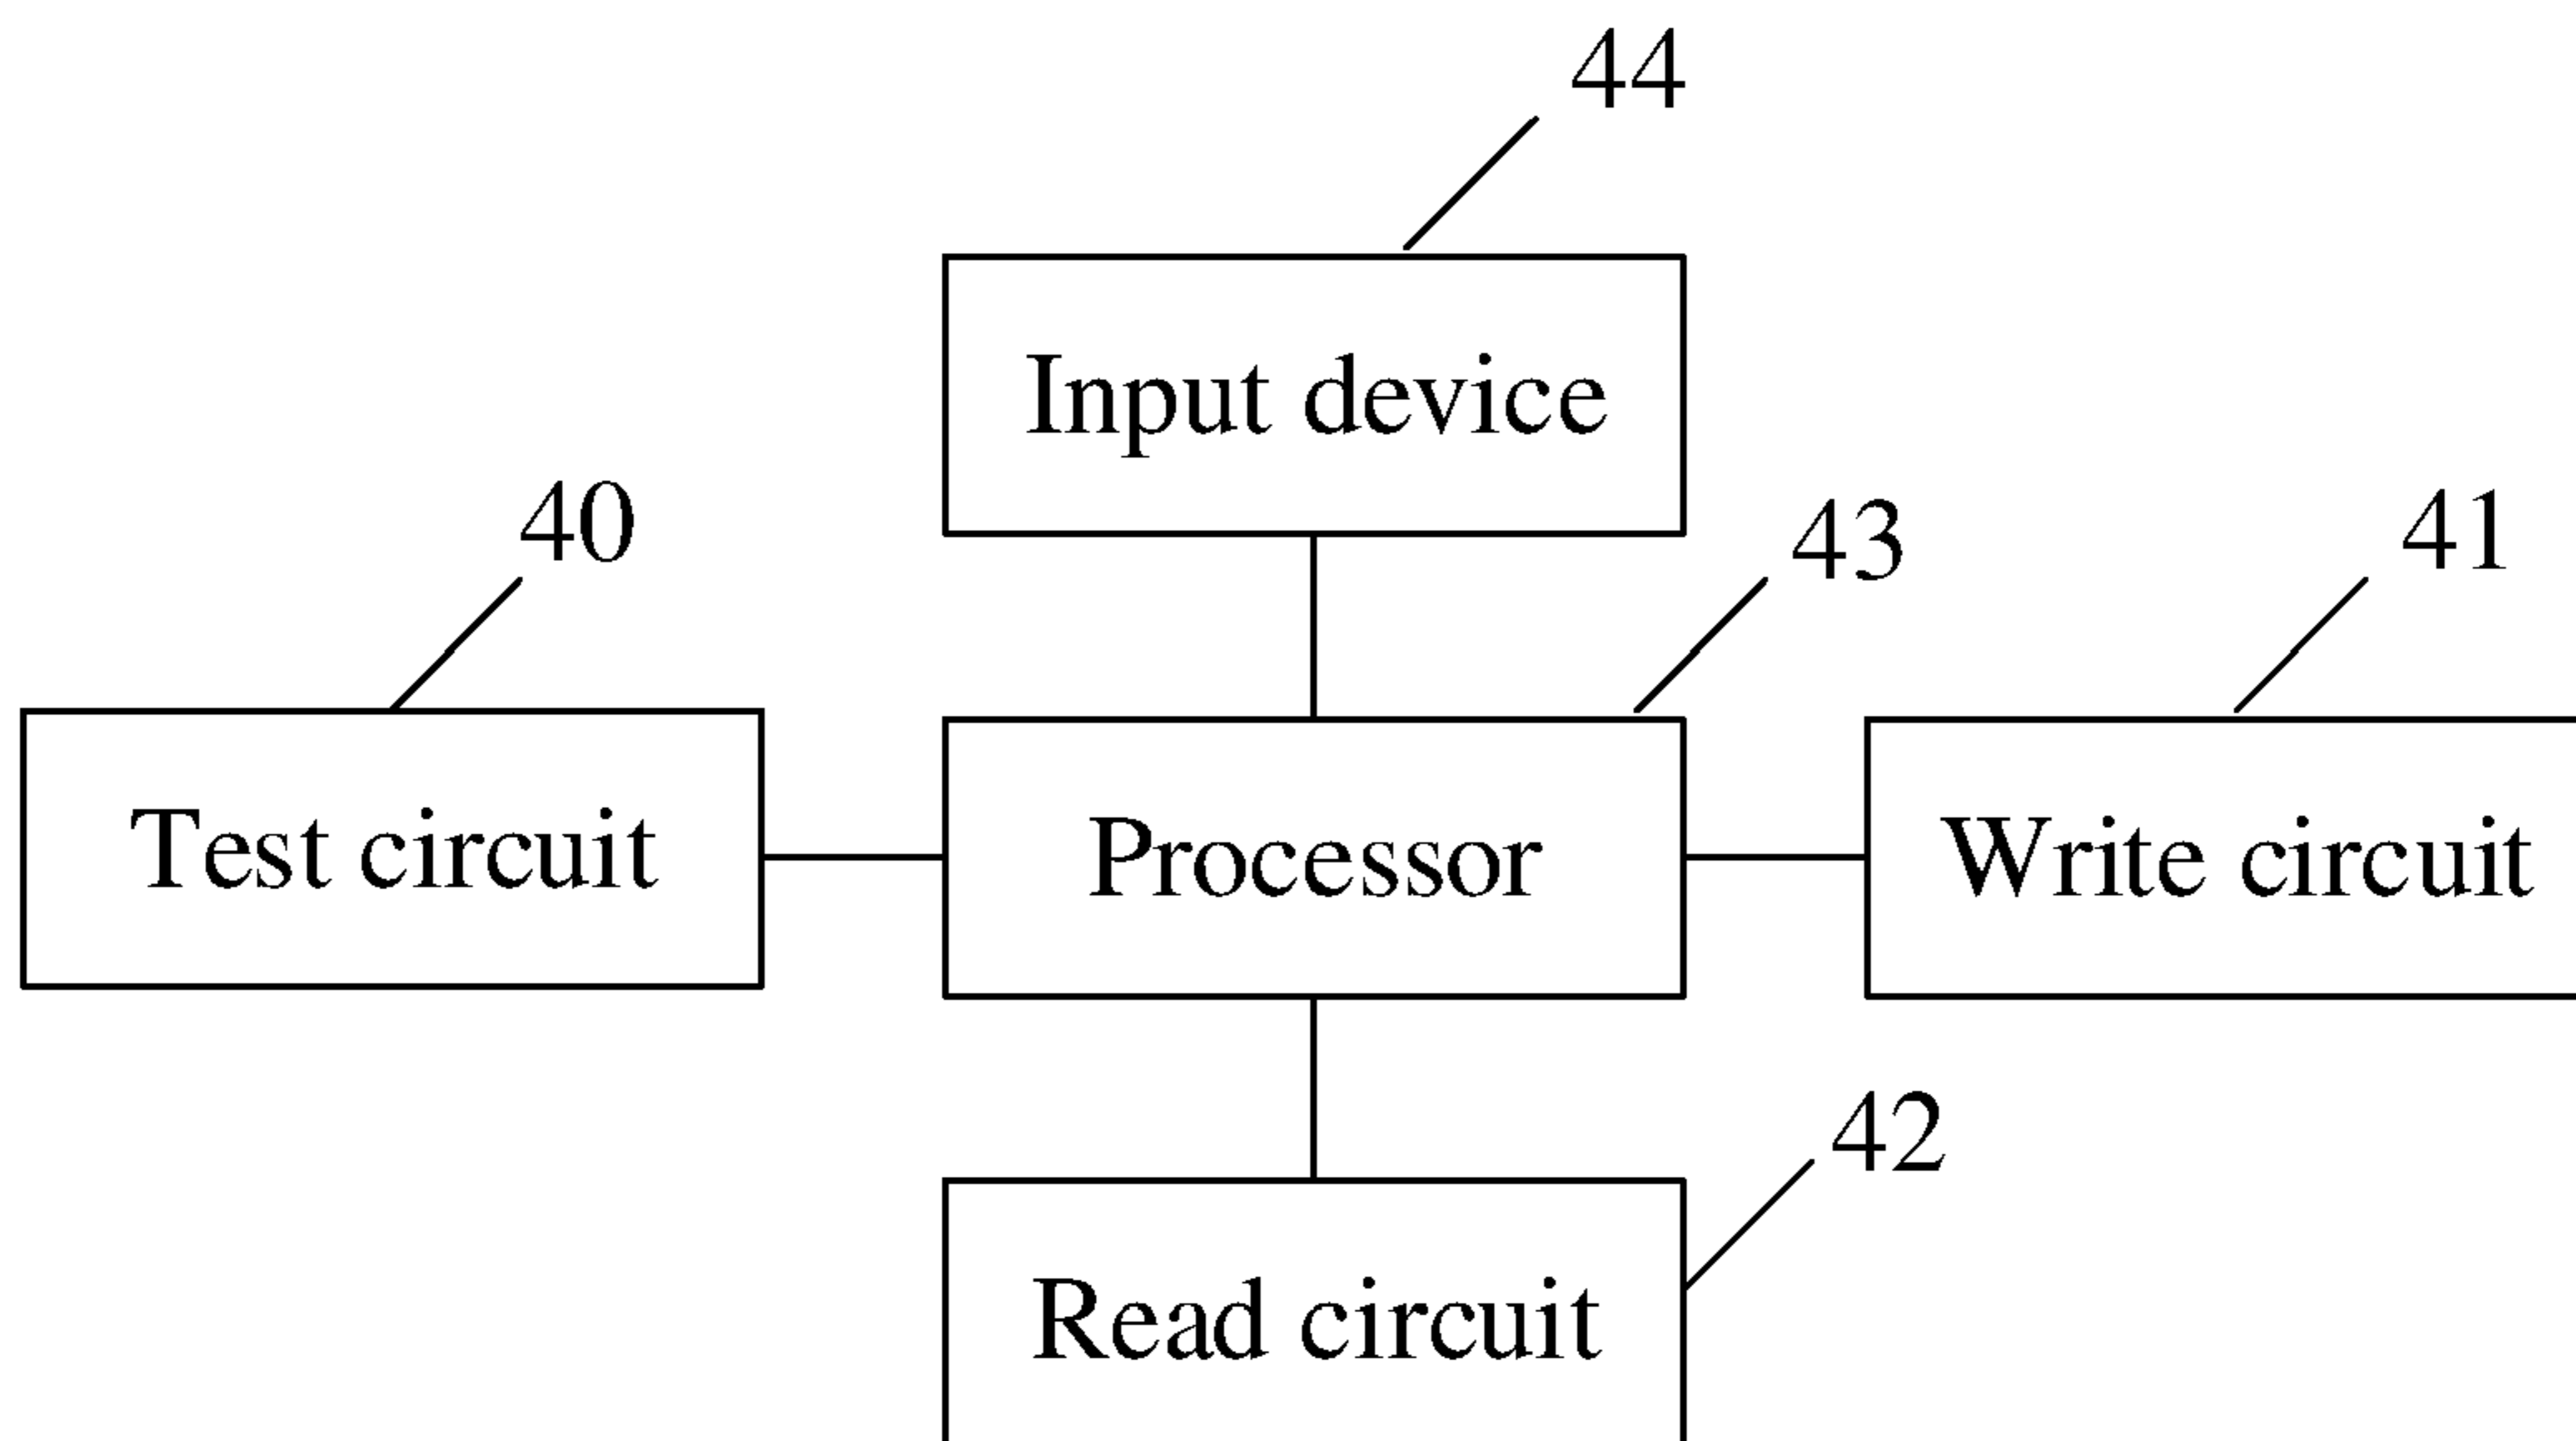 44
Input device
40
43
41
Test circuit
Processor
Write circuit
42
Read circuit